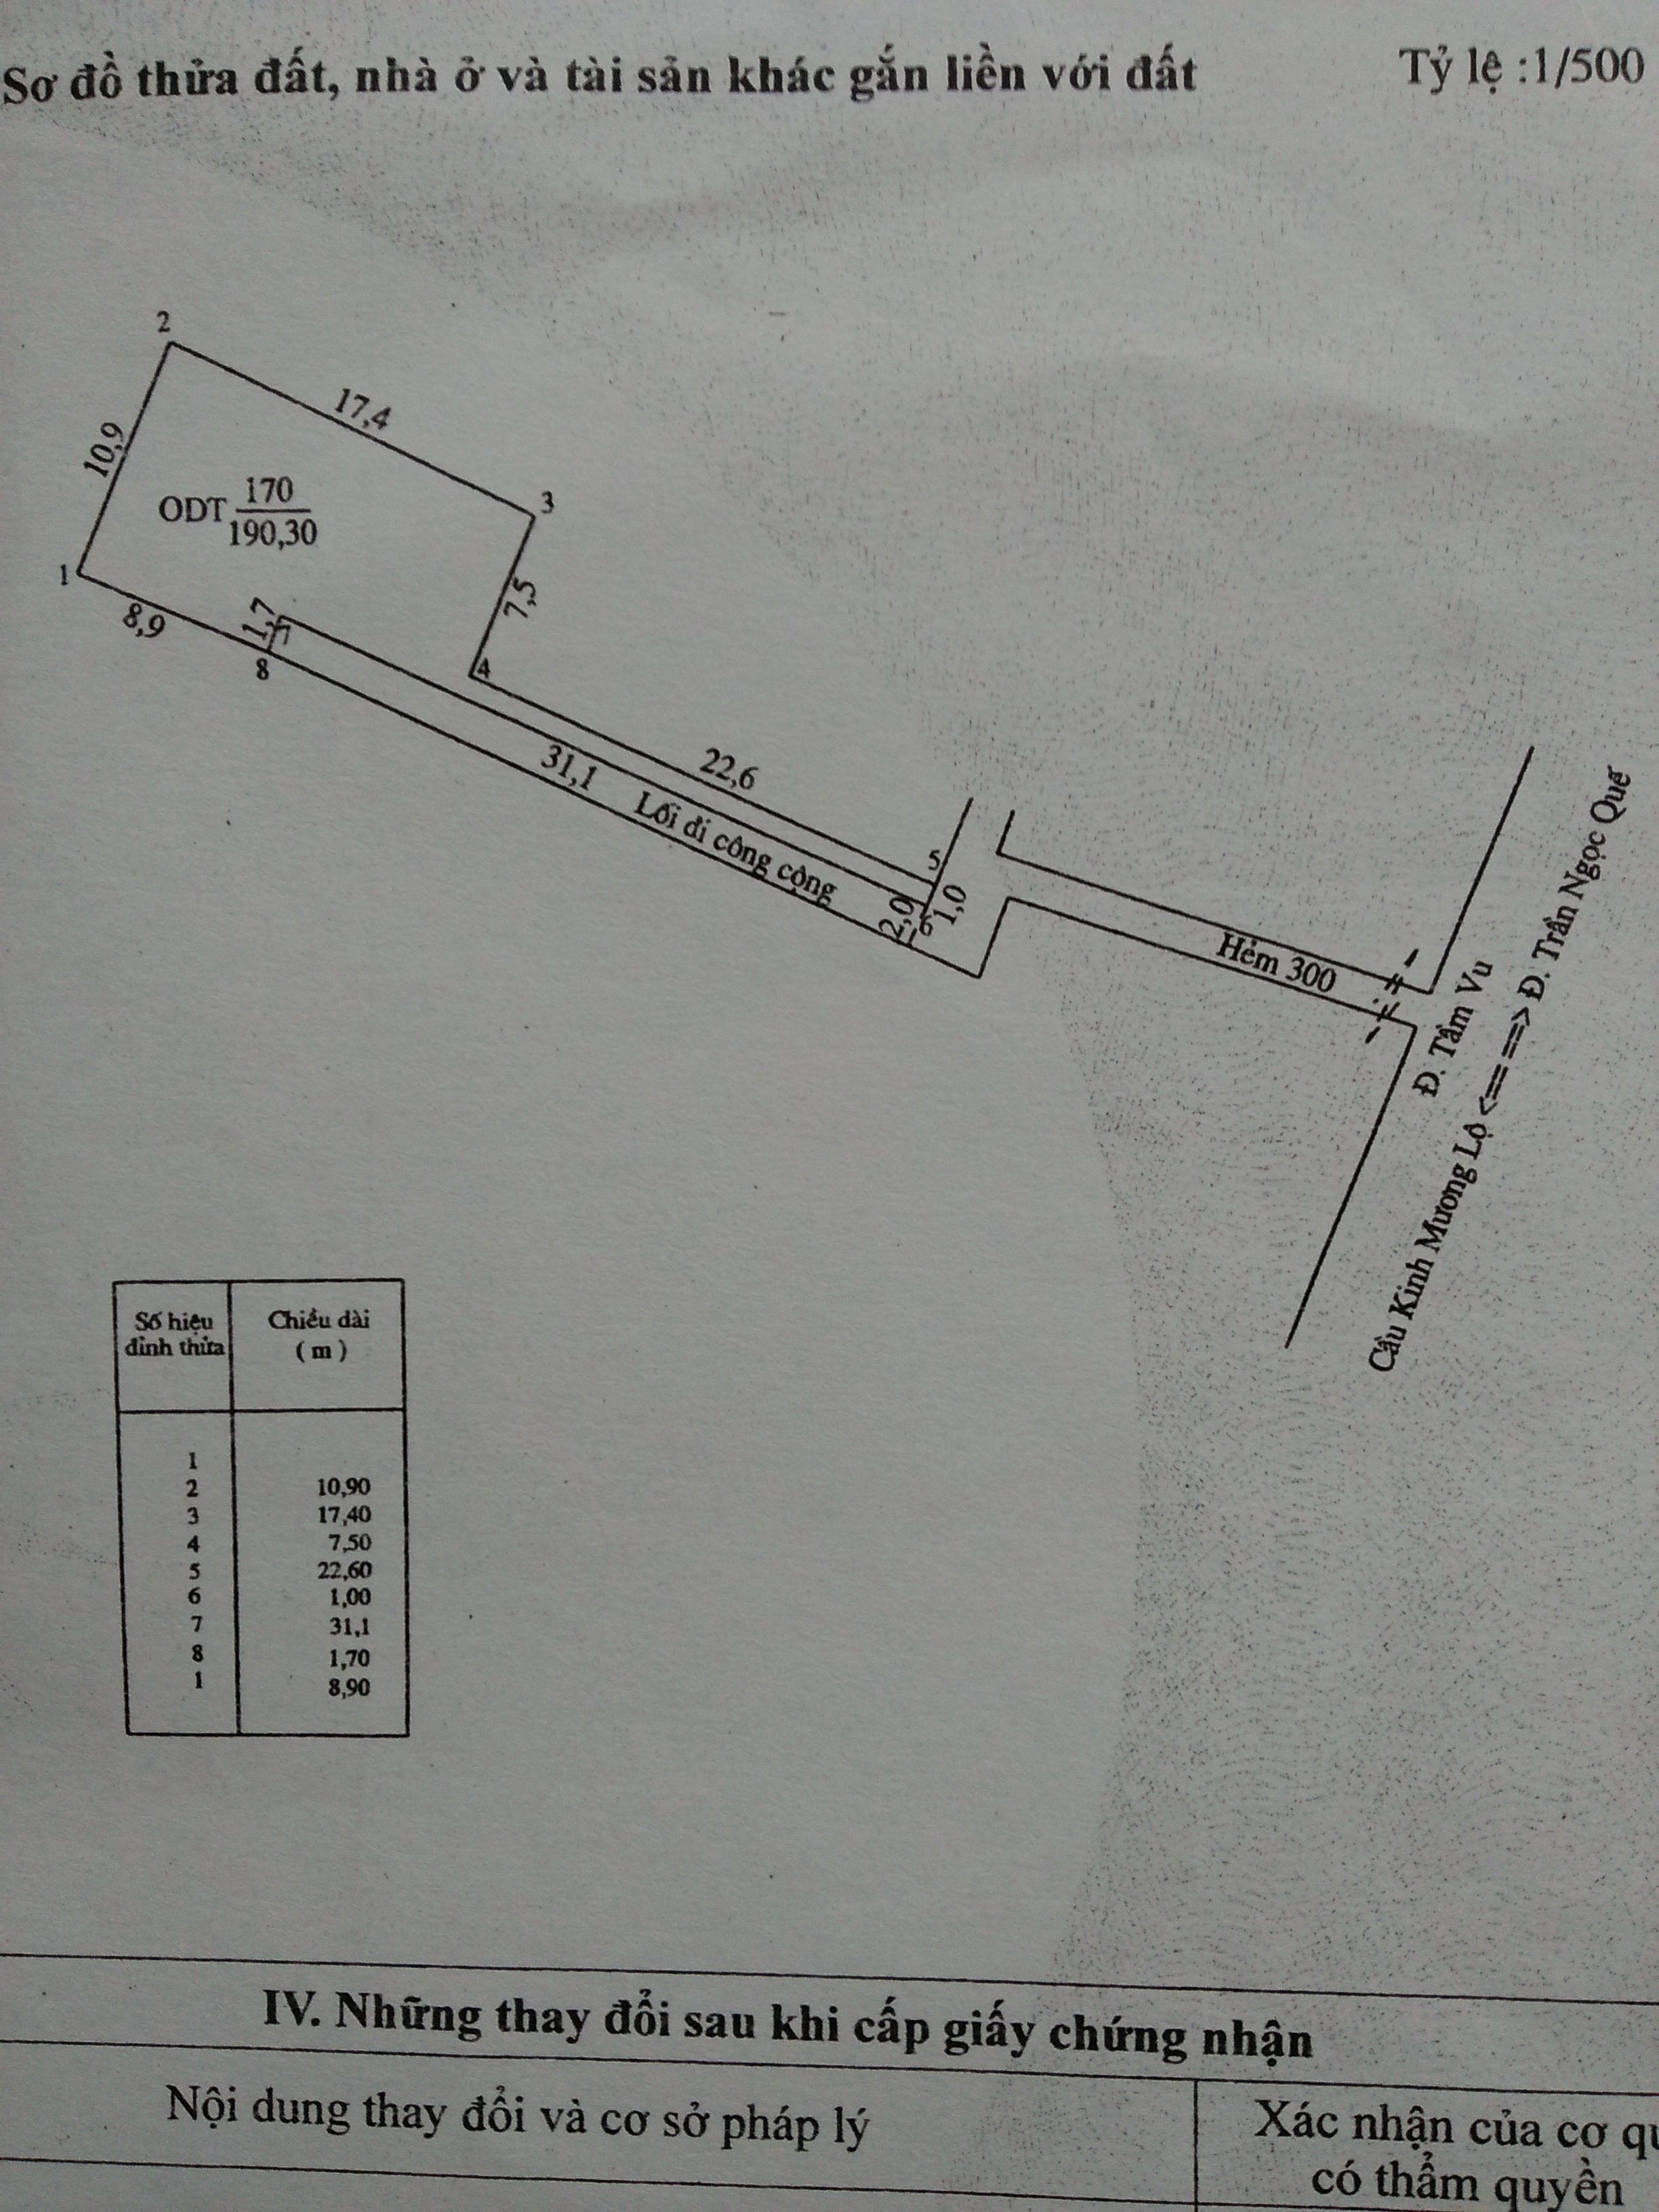 Sơ đồ thửa đất, nhà ở và tài sản khác gắn liền với đất
Tỷ lệ :1/500
2
17,4
10,9
3
ODT 170
190,30
7,5
1
8,9
1,7
7
8
4
22,6
31,1
Lối đi công cộng
5
2,0
6
1,0
Hẻm 300
Đ. Tầm Vu
Cầu Kinh Mương Lộ <== ==> Đ. Trần Ngọc Quế
Số hiệu
đỉnh thửa
Chiều dài
( m )
1
2 10,90
3 17,40
4 7,50
5 22,60
6 1,00
7 31,1
8 1,70
1 8,90
IV. Những thay đổi sau khi cấp giấy chứng nhận
Nội dung thay đổi và cơ sở pháp lý
Xác nhận của cơ qu
có thẩm quyền